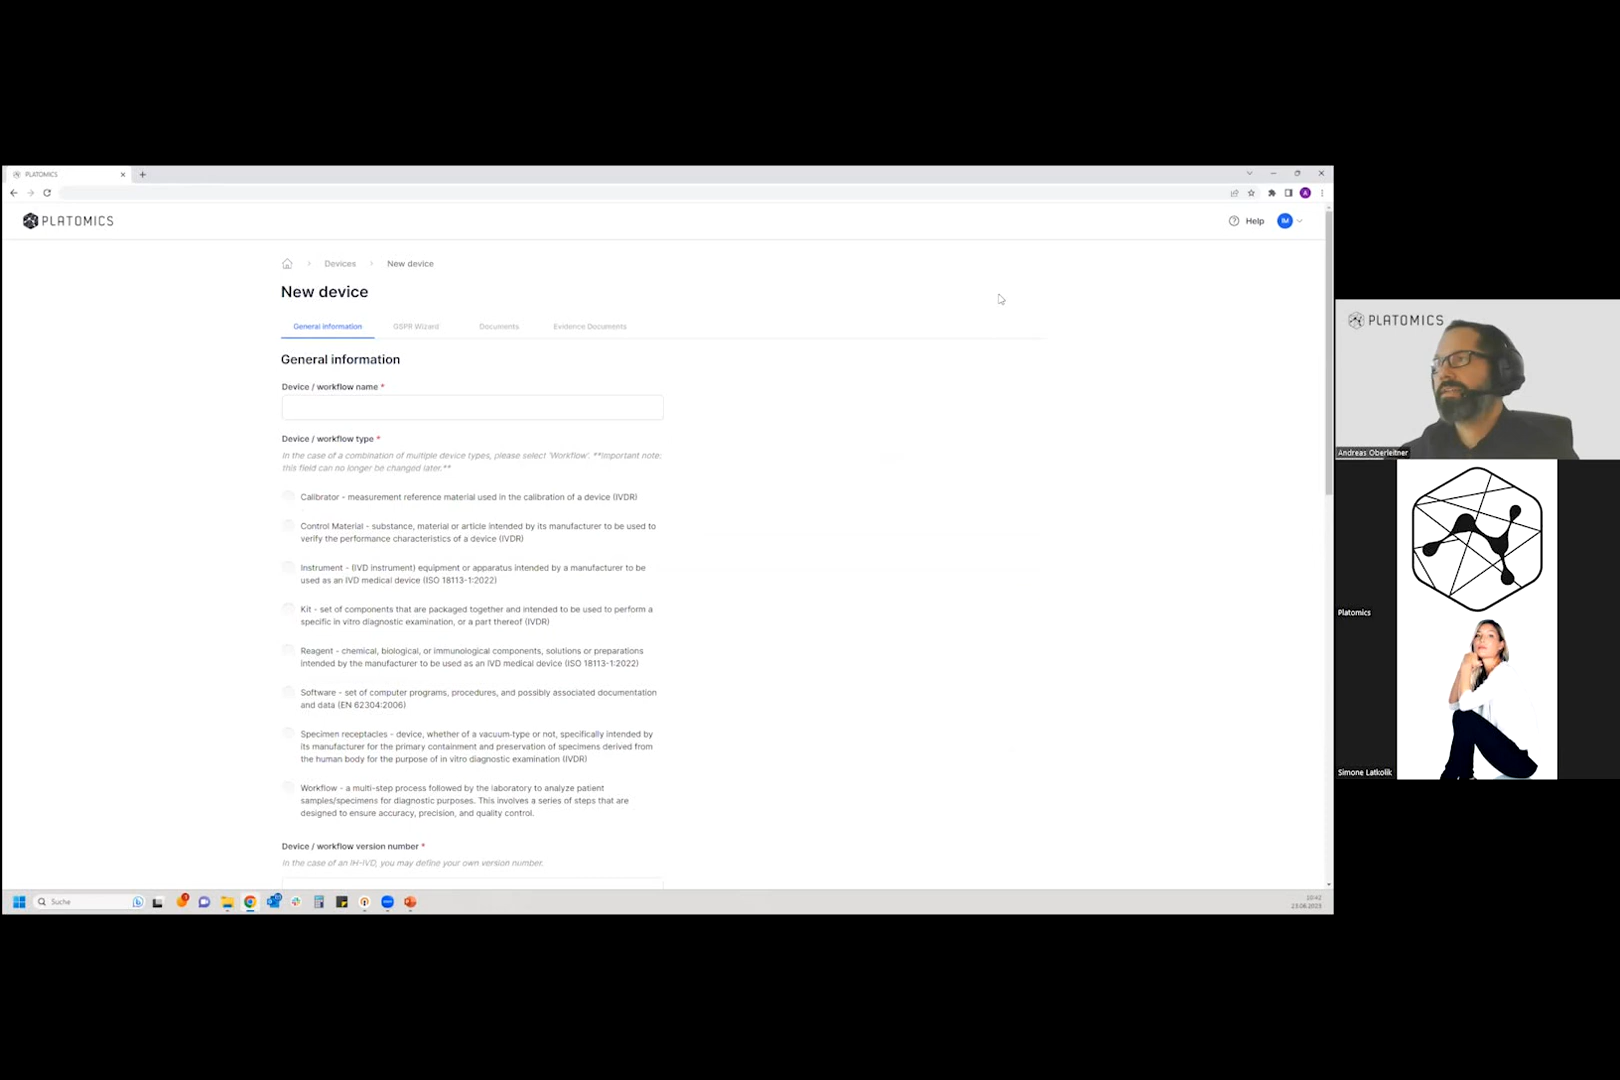 PLATOMICS
PLATOMICS
Help
IM
Devices
New device
New device
General information
GSPR Wizard
Documents
Evidence Documents
General information
Device / workflow name *
Device / workflow type *
In the case of a combination of multiple device types, please select 'Workflow'. **Important note:
this field can no longer be changed later.**
Calibrator - measurement reference material used in the calibration of a device (IVDR)
Control Material - substance, material or article intended by its manufacturer to be used to
verify the performance characteristics of a device (IVDR)
Instrument - (IVD instrument) equipment or apparatus intended by a manufacturer to be
used as an IVD medical device (ISO 18113-1:2022)
Kit - set of components that are packaged together and intended to be used to perform a
specific in vitro diagnostic examination, or a part thereof (IVDR)
Reagent - chemical, biological, or immunological components, solutions or preparations
intended by the manufacturer to be used as an IVD medical device (ISO 18113-1:2022)
Software - set of computer programs, procedures, and possibly associated documentation
and data (EN 62304:2006)
Specimen receptacles - device, whether of a vacuum-type or not, specifically intended by
its manufacturer for the primary containment and preservation of specimens derived from
the human body for the purpose of in vitro diagnostic examination (IVDR)
Workflow - a multi-step process followed by the laboratory to analyze patient
samples/specimens for diagnostic purposes. This involves a series of steps that are
designed to ensure accuracy, precision, and quality control.
Device / workflow version number *
In the case of an IH-IVD, you may define your own version number.
Suche
10:42
23.06.2023
PLATOMICS
Andreas Oberleitner
Platomics
Simone Latkolik